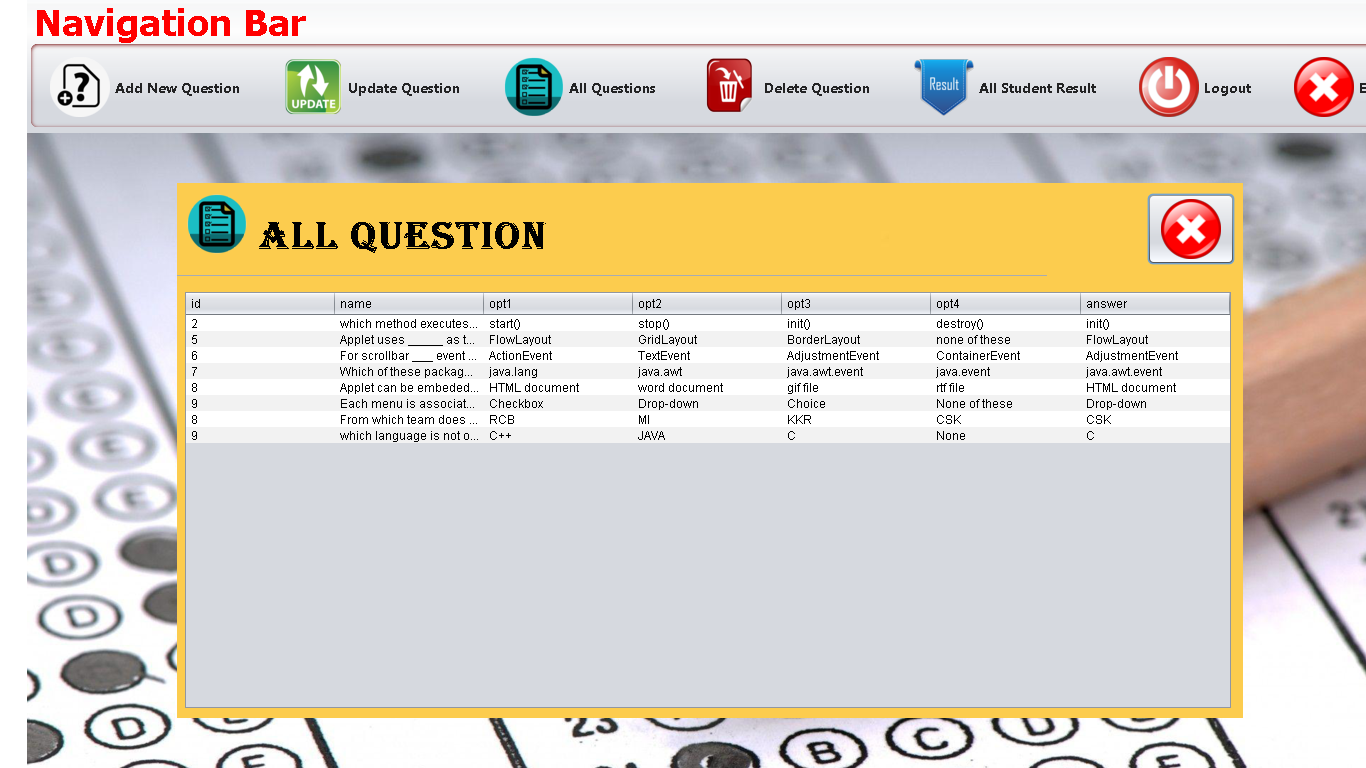 Navigation Bar
Add New Question UPDATE Update Question All Questions Delete Question Result All Student Result Logout E
ALL QUESTION
id name opt1 opt2 opt3 opt4 answer
2 which method executes... start() stop() init() destroy() init()
5 Applet uses _____ as t... FlowLayout GridLayout BorderLayout none of these FlowLayout
6 For scrollbar ___ event ... ActionEvent TextEvent AdjustmentEvent ContainerEvent AdjustmentEvent
7 Which of these packag... java.lang java.awt java.awt.event java.event java.awt.event
8 Applet can be embeded... HTML document word document gif file rtf file HTML document
9 Each menu is associat... Checkbox Drop-down Choice None of these Drop-down
8 From which team does ... RCB MI KKR CSK CSK
9 which language is not o... C++ JAVA C None C
D
D
D
E
23
B
C
D
E